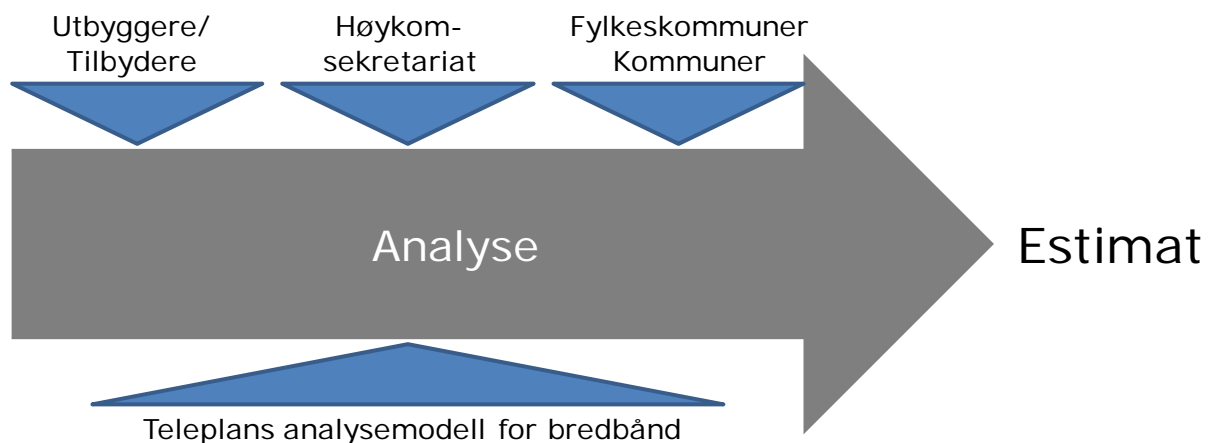 Utbyggere/
Tilbydere
Høykom-
sekretariat
Fylkeskommuner
Kommuner
Analyse
Estimat
Teleplans analysemodell for bredbånd